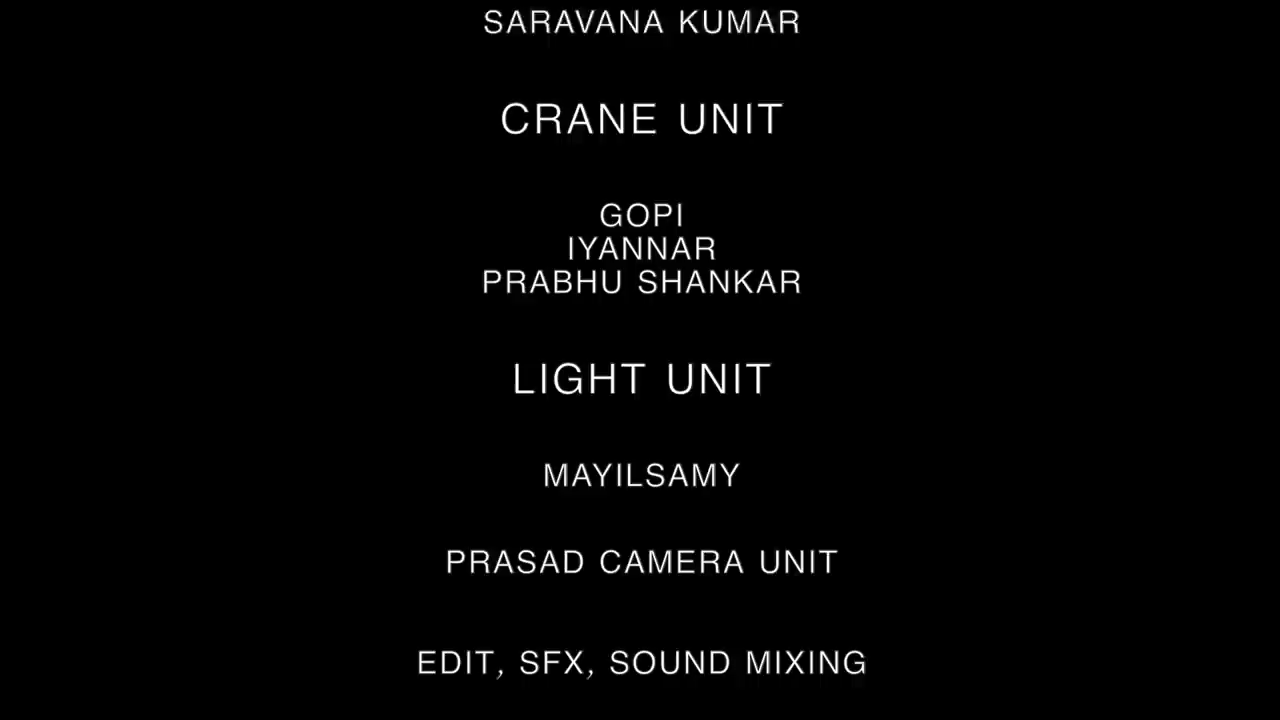 SARAVANA KUMAR
CRANE UNIT
GOPI
IYANNAR
PRABHU SHANKAR
LIGHT UNIT
MAYILSAMY
PRASAD CAMERA UNIT
EDIT, SFX, SOUND MIXING